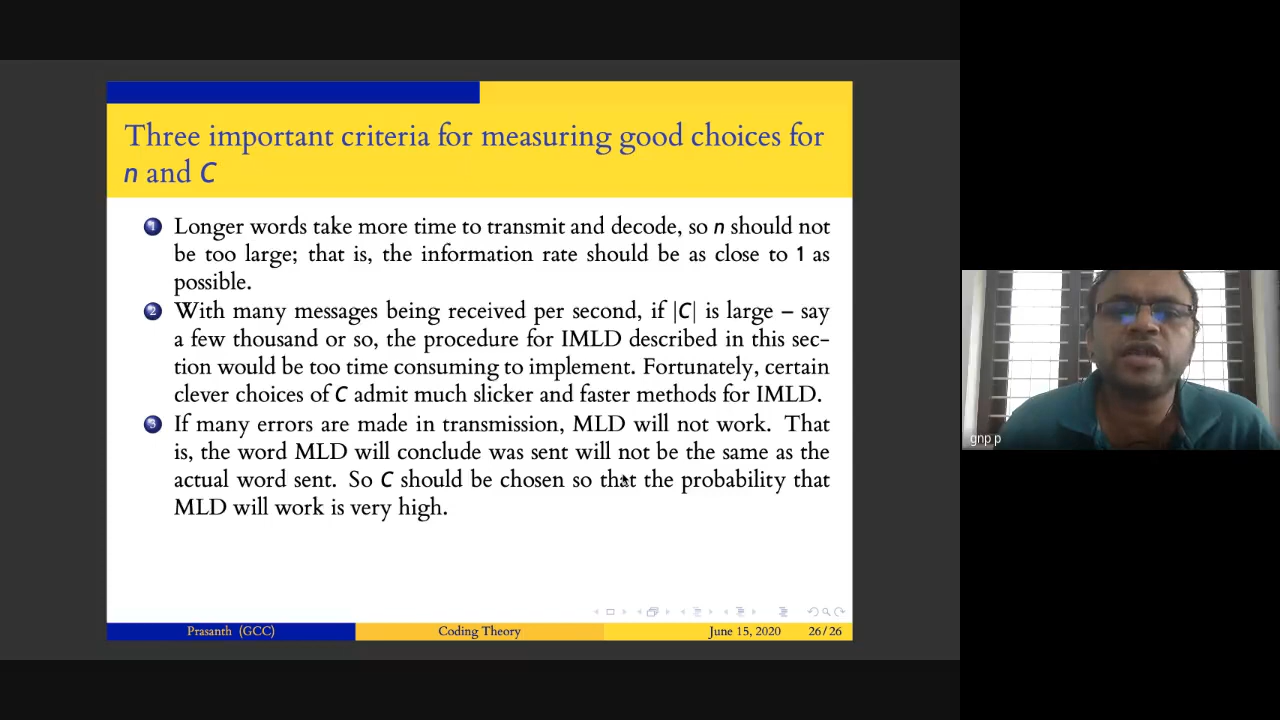 Three important criteria for measuring good choices for
n and C
1 Longer words take more time to transmit and decode, so n should not
be too large; that is, the information rate should be as close to 1 as
possible.
2 With many messages being received per second, if |C| is large – say
a few thousand or so, the procedure for IMLD described in this sec-
tion would be too time consuming to implement. Fortunately, certain
clever choices of C admit much slicker and faster methods for IMLD.
3 If many errors are made in transmission, MLD will not work. That
is, the word MLD will conclude was sent will not be the same as the
actual word sent. So C should be chosen so that the probability that
MLD will work is very high.
Prasanth (GCC) Coding Theory June 15, 2020 26/26
gnp p